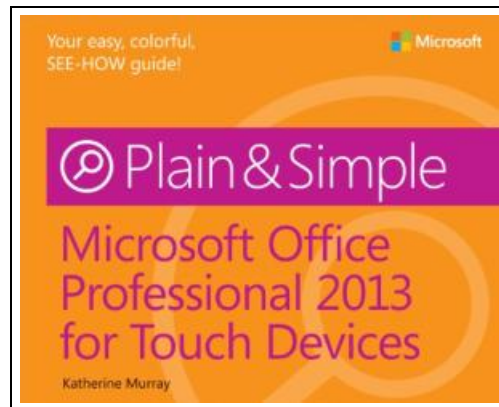 Your easy, colorful,
SEE-HOW guide!
Microsoft
Plain & Simple
Microsoft Office
Professional 2013
for Touch Devices
Katherine Murray